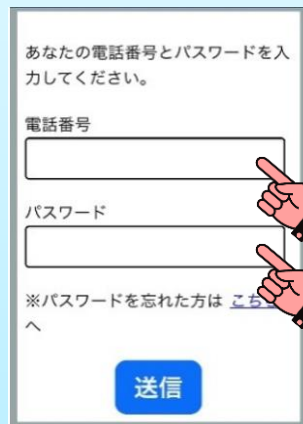 あなたの電話番号とパスワードを入
力してください。
電話番号
パスワード
※パスワードを忘れた方は こち
へ
送信